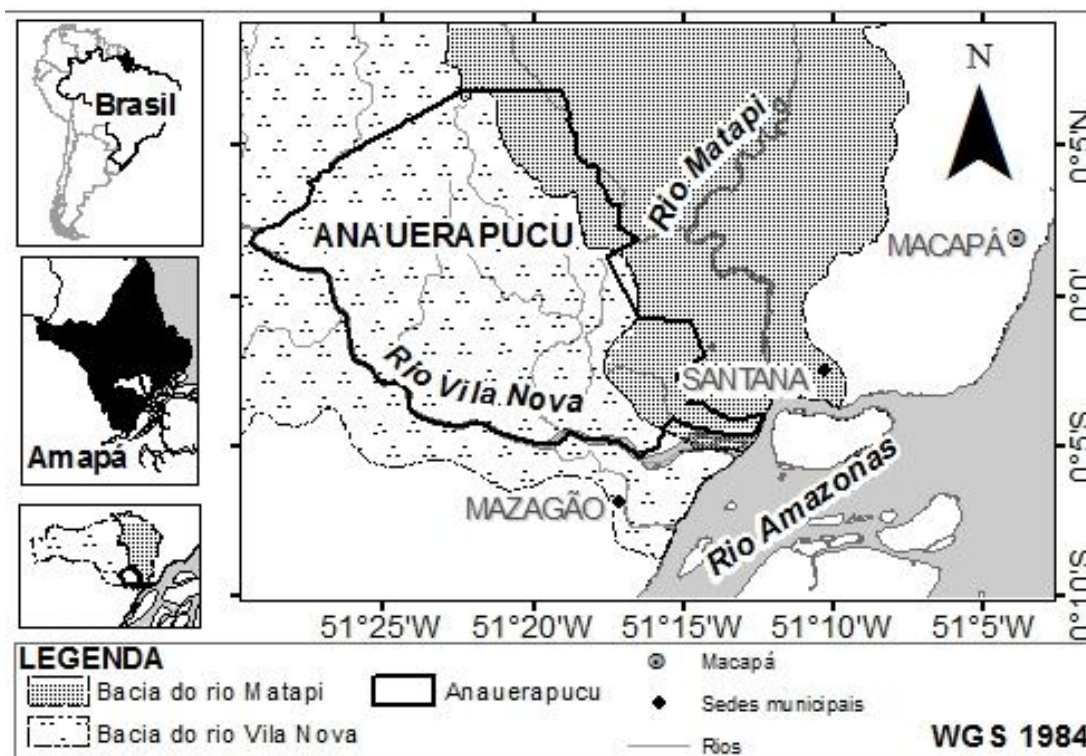 Brasil
Amapá
ANAUERAPUCU
Rio Matapi
N
MACAPÁ
Rio Vila Nova
SANTANA
MAZAGÃO
Rio Amazonas
0°5'N
0°0'
0°5'S
0°10'S
51°25'W 51°20'W 51°15'W 51°10'W 51°5'W
LEGENDA
Bacia do rio Matapi
Bacia do rio Vila Nova
Anauerapucu
Macapá
Sedes municipais
Rios
WGS 1984